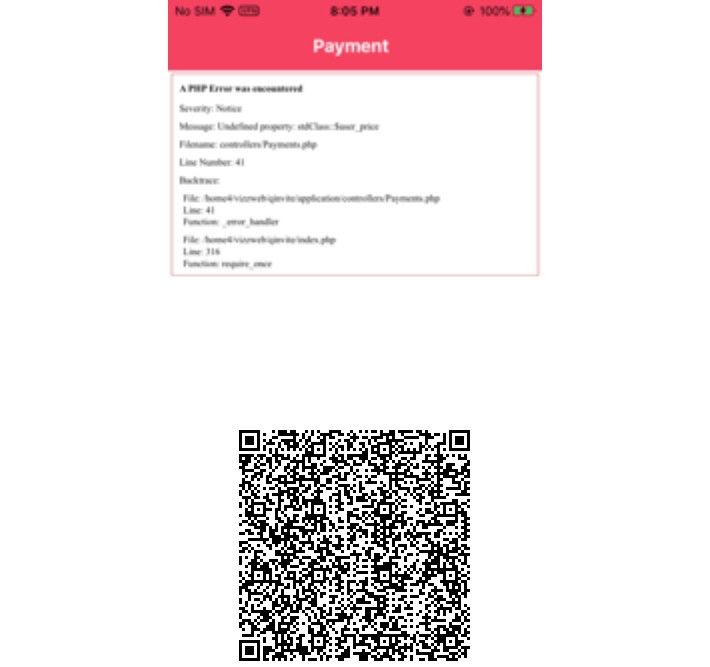 No SIM VPN 8:05 PM 100%
Payment
A PHP Error was encountered
Severity: Notice
Message: Undefined property: stdClass::$user_price
Filename: controllers/Payments.php
Line Number: 41
Backtrace:
File: /home4/vizzweb/qinvite/application/controllers/Payments.php
Line: 41
Function: _error_handler
File: /home4/vizzweb/qinvite/index.php
Line: 316
Function: require_once